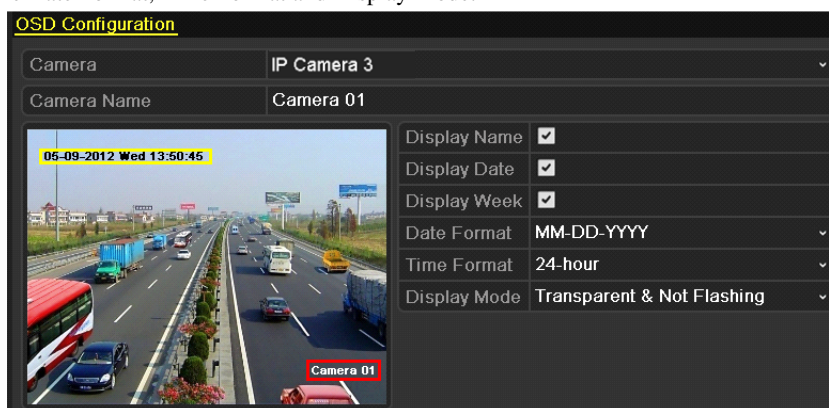 OSD Configuration
Camera IP Camera 3
Camera Name Camera 01
05-09-2012 Wed 13:50:45
Camera 01
Display Name
Display Date
Display Week
Date Format MM-DD-YYYY
Time Format 24-hour
Display Mode Transparent & Not Flashing